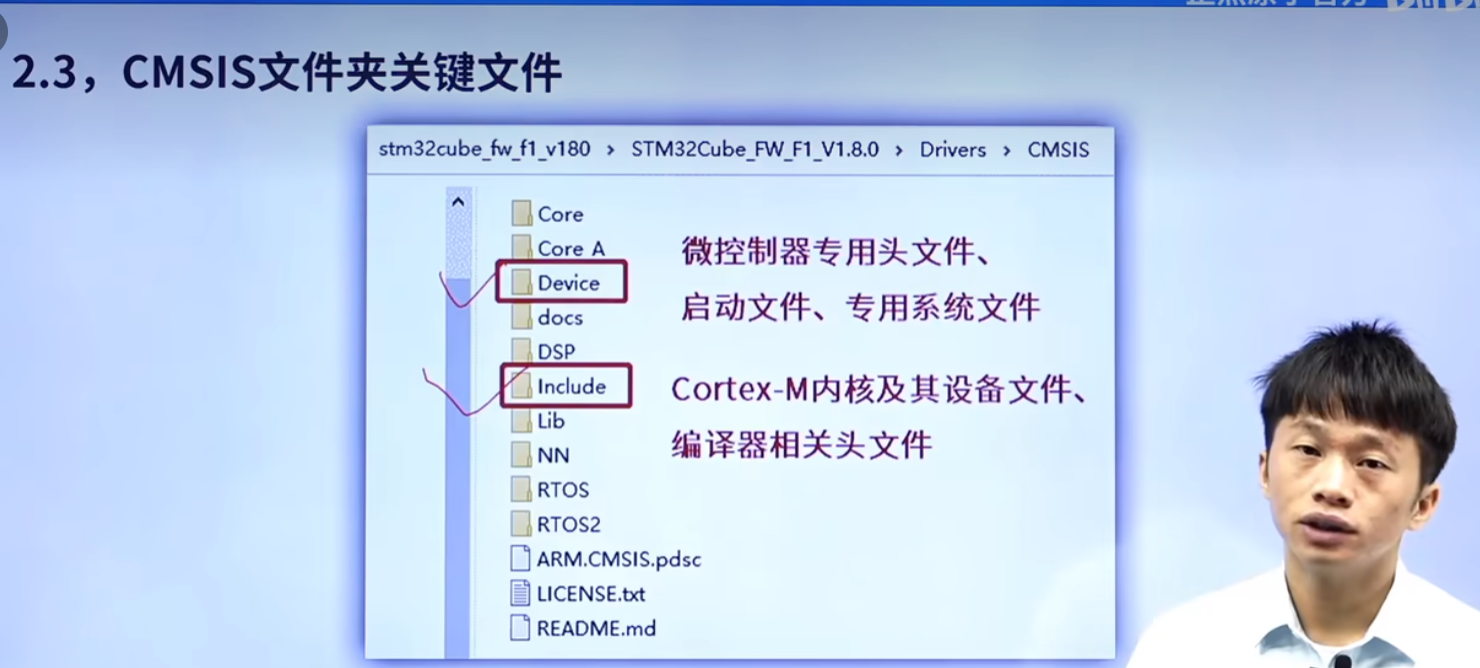 2.3，CMSIS文件夹关键文件
stm32cube_fw_f1_v180 › STM32Cube_FW_F1_V1.8.0 › Drivers › CMSIS
Core
Core A
Device
docs
DSP
Include
Lib
NN
RTOS
RTOS2
ARM.CMSIS.pdsc
LICENSE.txt
README.md
微控制器专用头文件、
启动文件、专用系统文件
Cortex-M内核及其设备文件、
编译器相关头文件